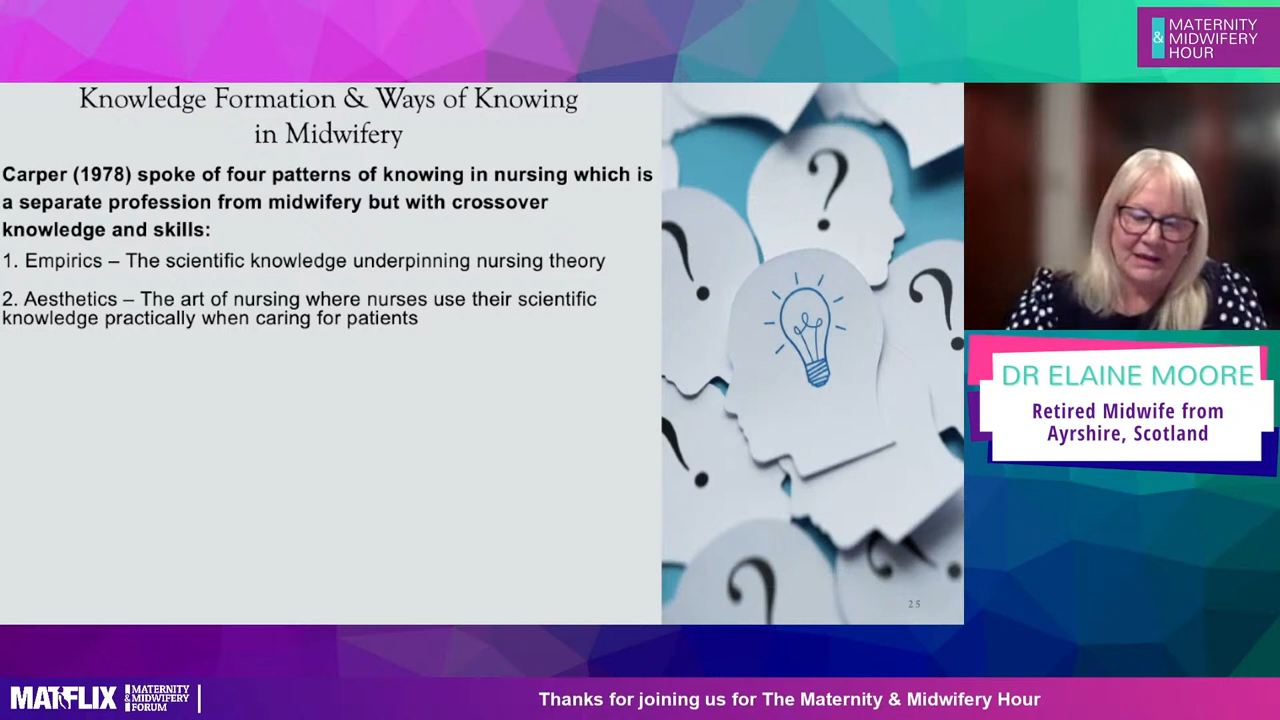 MATERNITY
& MIDWIFERY
HOUR
Knowledge Formation & Ways of Knowing
in Midwifery
Carper (1978) spoke of four patterns of knowing in nursing which is
a separate profession from midwifery but with crossover
knowledge and skills:
1. Empirics – The scientific knowledge underpinning nursing theory
2. Aesthetics – The art of nursing where nurses use their scientific
knowledge practically when caring for patients
? ? ? ? ? ? ?
25
DR ELAINE MOORE
Retired Midwife from
Ayrshire, Scotland
MATFLIX
MATERNITY
& MIDWIFERY
FORUM
Thanks for joining us for The Maternity & Midwifery Hour